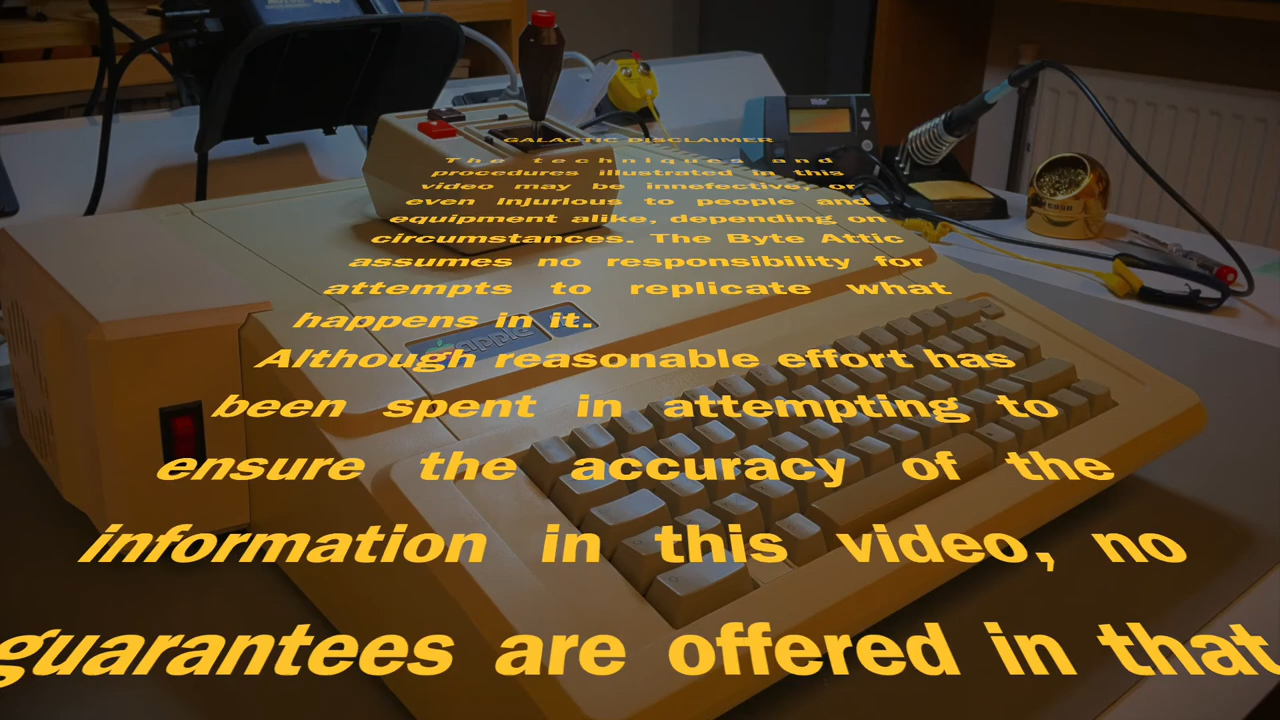 GALACTIC DISCLAIMER
The techniques and
procedures illustrated in this
video may be innefective, or
even injurious to people and
equipment alike, depending on
circumstances. The Byte Attic
assumes no responsibility for
attempts to replicate what
happens in it.
Although reasonable effort has
been spent in attempting to
ensure the accuracy of the
information in this video, no
guarantees are offered in that
apple //e